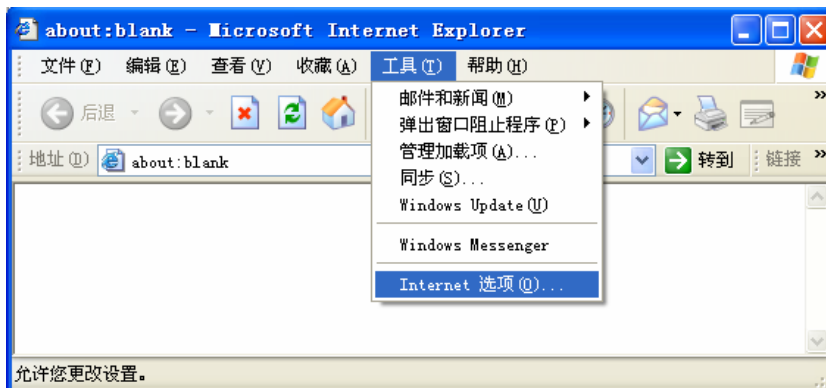 about:blank - Microsoft Internet Explorer
文件(F) 编辑(E) 查看(V) 收藏(A) 工具(T) 帮助(H)
后退
地址(D) about:blank 转到 链接
邮件和新闻(M)
弹出窗口阻止程序(P)
管理加载项(A)...
同步(S)...
Windows Update(U)
Windows Messenger
Internet 选项(O)...
允许您更改设置。